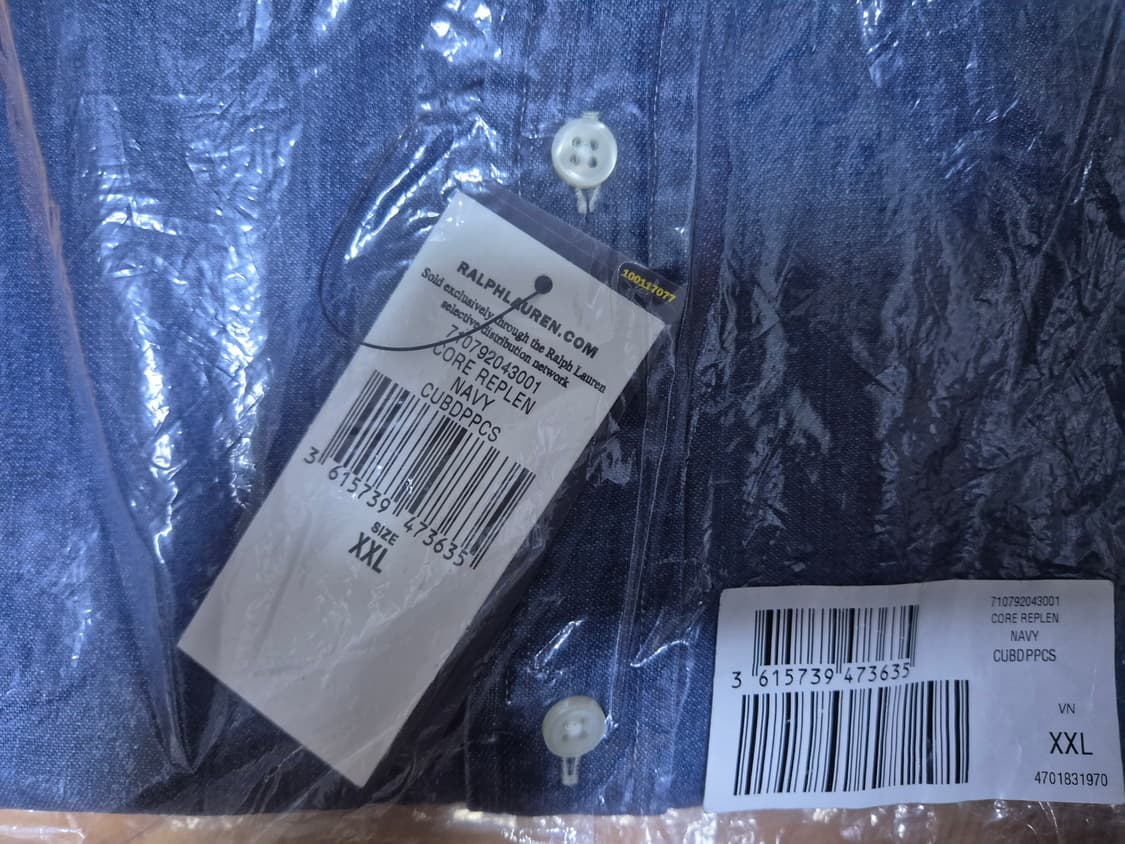 100117077
RALPHLAUREN.COM
Sold exclusively through the Ralph Lauren
selective distribution network
710792043001
CORE REPLEN
NAVY
CUBDPPCS
3 615739 473635
SIZE
XXL
710792043001
CORE REPLEN
NAVY
CUBDPPCS
3 615739 473635
VN
XXL
4701831970